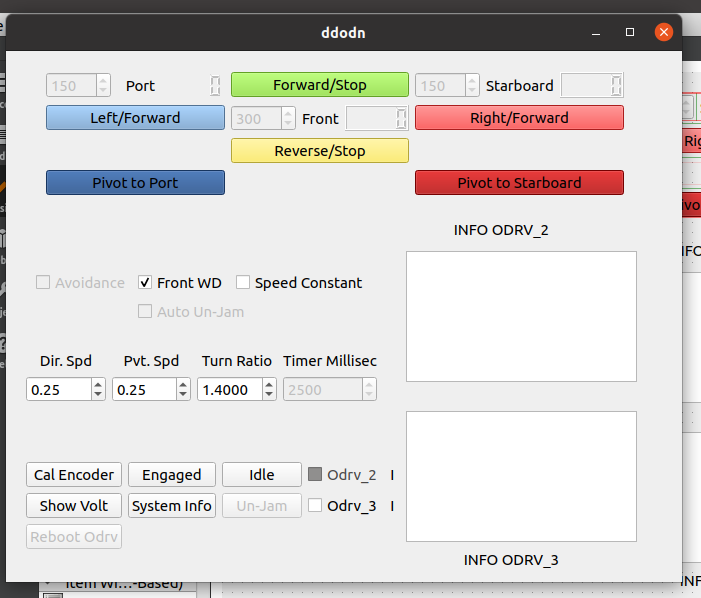 ddodn
150 Port Forward/Stop 150 Starboard
Left/Forward 300 Front Right/Forward
Reverse/Stop
Pivot to Port Pivot to Starboard
INFO ODRV_2
Avoidance Front WD Speed Constant
Auto Un-Jam
Dir. Spd Pvt. Spd Turn Ratio Timer Millisec
0.25 0.25 1.4000 2500
Cal Encoder Engaged Idle Odrv_2 I
Show Volt System Info Un-Jam Odrv_3 I
Reboot Odrv
INFO ODRV_3
Item Wi...-Based)